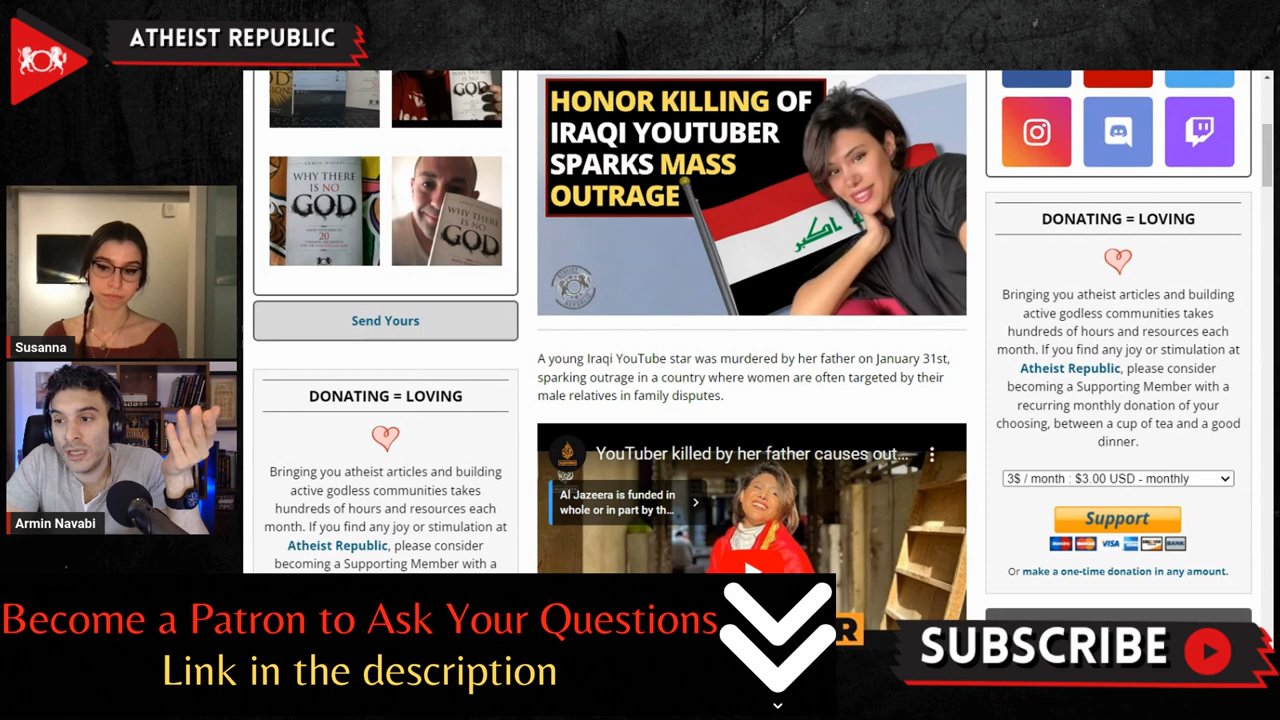 ATHEIST REPUBLIC
WHY THERE
IS NO
GOD
20
WHY THERE
IS NO
GOD
Send Yours
DONATING = LOVING
Bringing you atheist articles and building
active godless communities takes
hundreds of hours and resources each
month. If you find any joy or stimulation at
Atheist Republic, please consider
becoming a Supporting Member with a
HONOR KILLING OF
IRAQI YOUTUBER
SPARKS MASS
OUTRAGE
A young Iraqi YouTube star was murdered by her father on January 31st,
sparking outrage in a country where women are often targeted by their
male relatives in family disputes.
YouTuber killed by her father causes out...
Al Jazeera is funded in
whole or in part by th...
DONATING = LOVING
Bringing you atheist articles and building
active godless communities takes
hundreds of hours and resources each
month. If you find any joy or stimulation at
Atheist Republic, please consider
becoming a Supporting Member with a
recurring monthly donation of your
choosing, between a cup of tea and a good
dinner.
3$ / month : $3.00 USD - monthly
Support
VISA
BANK
Or make a one-time donation in any amount.
Susanna
Armin Navabi
Become a Patron to Ask Your Questions
Link in the description
R
SUBSCRIBE